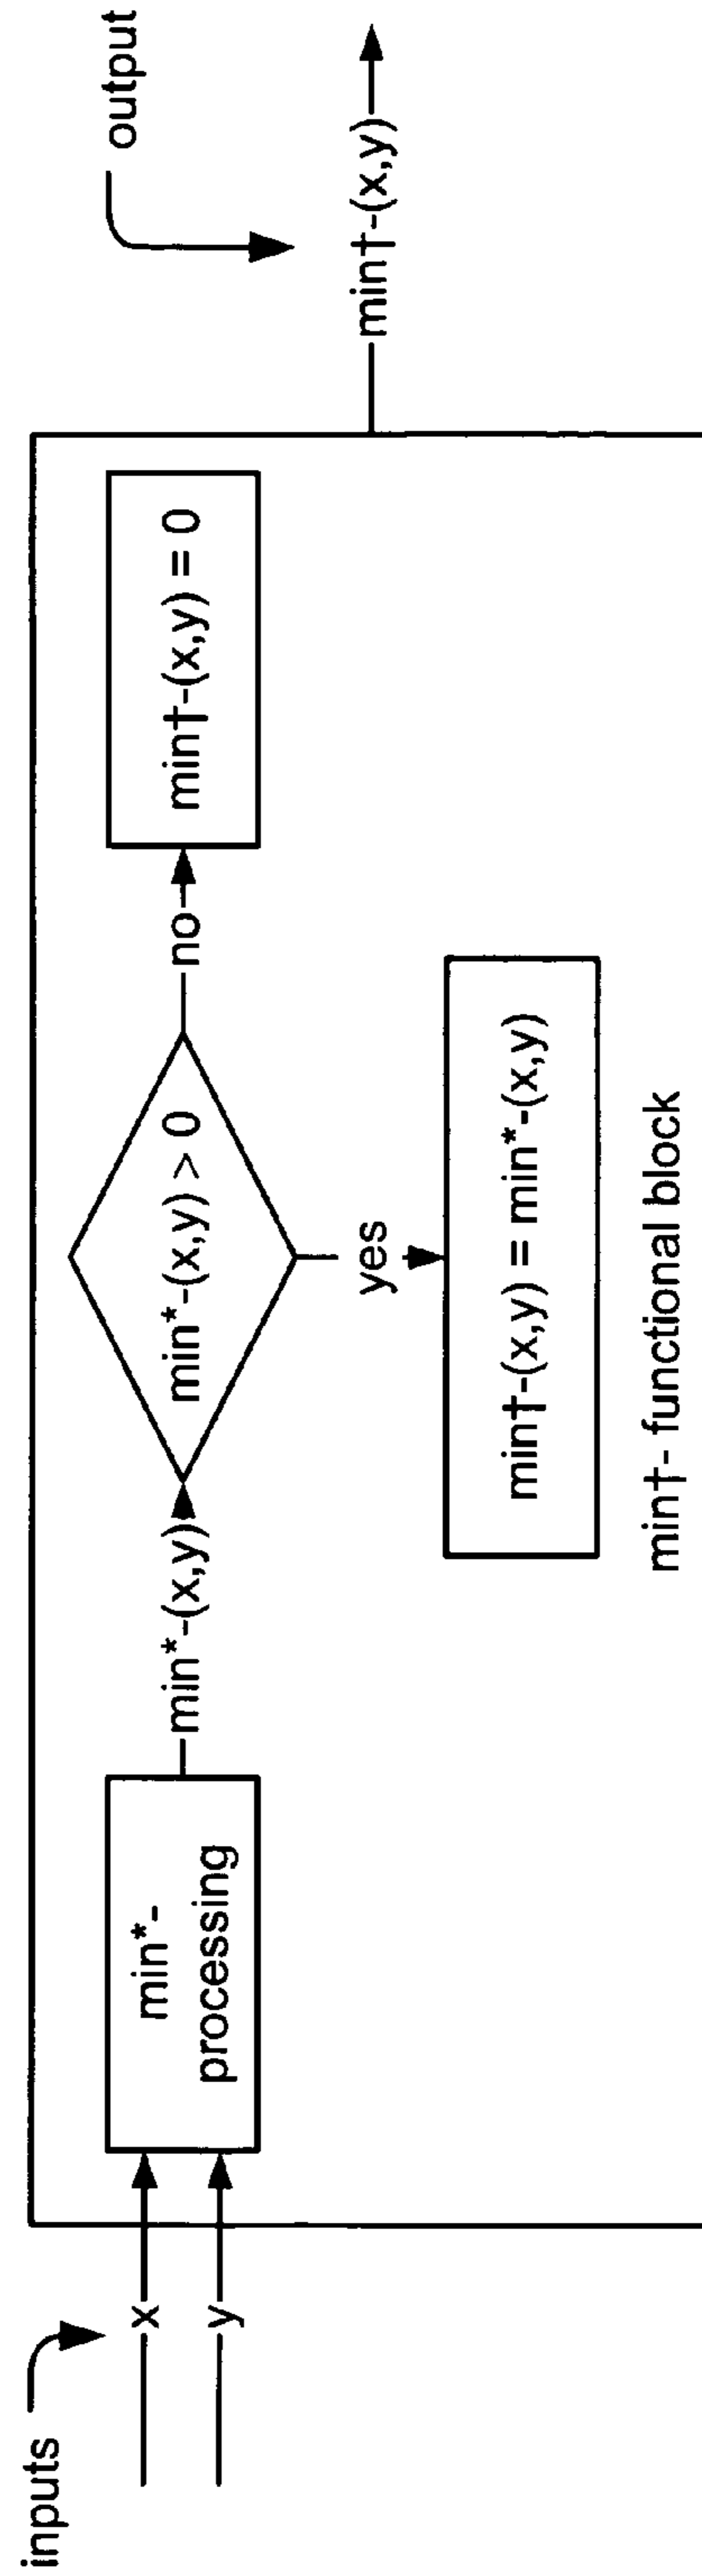 inputs
x
y
min*-
processing
min*-(x,y)
min*-(x,y) > 0
no
min†-(x,y) = 0
yes
min†-(x,y) = min*-(x,y)
min†- functional block
min†-(x,y)
output